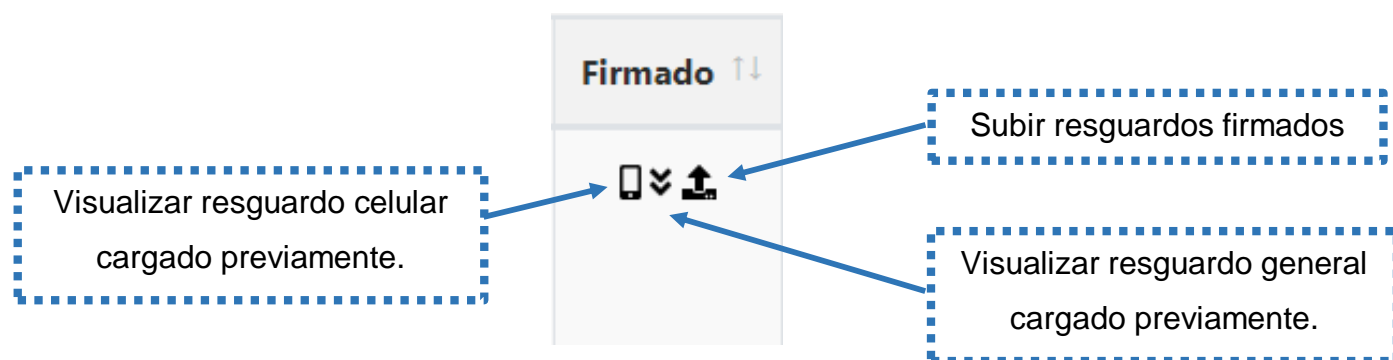 Firmado
Subir resguardos firmados
Visualizar resguardo celular
cargado previamente.
Visualizar resguardo general
cargado previamente.